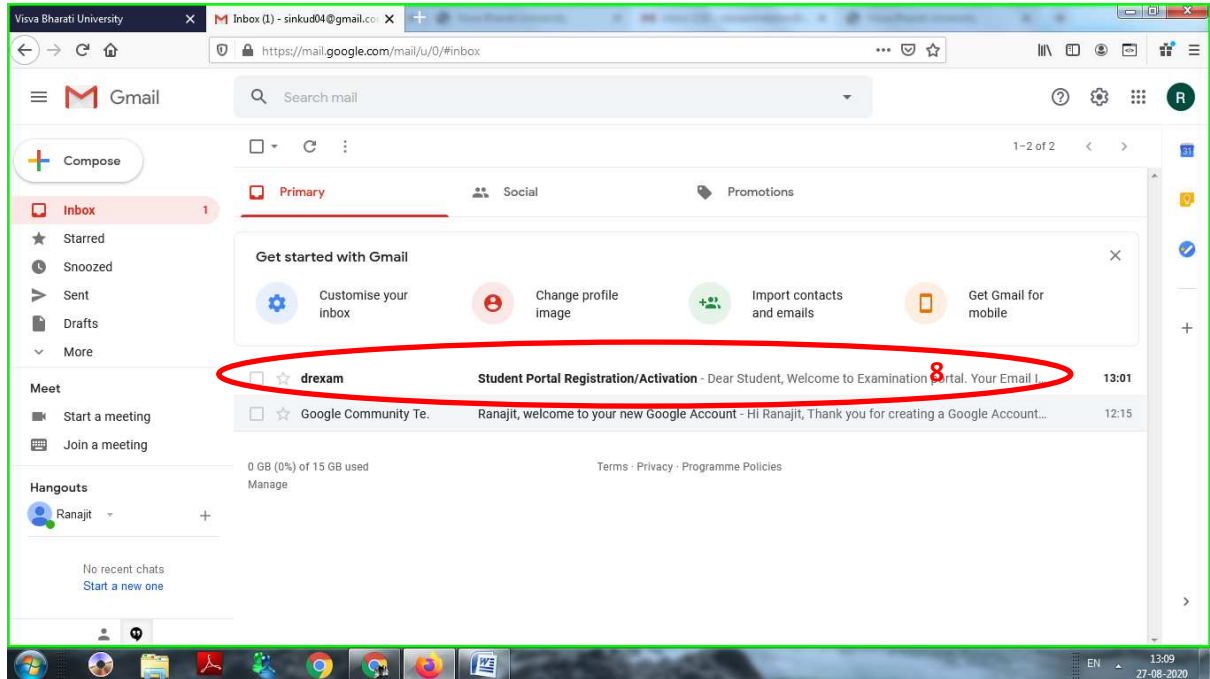 Visva Bharati University
Inbox (1) - sinkud04@gmail.co
https://mail.google.com/mail/u/0/#inbox
Gmail
Search mail
R
Compose
1–2 of 2
31
Primary
Social
Promotions
Inbox 1
Starred
Snoozed
Sent
Drafts
More
Get started with Gmail
Customise your
inbox
Change profile
image
Import contacts
and emails
Get Gmail for
mobile
8
drexam Student Portal Registration/Activation - Dear Student, Welcome to Examination portal. Your Email I... 13:01
Google Community Te. Ranajit, welcome to your new Google Account - Hi Ranajit, Thank you for creating a Google Account... 12:15
Meet
Start a meeting
Join a meeting
0 GB (0%) of 15 GB used
Manage
Terms · Privacy · Programme Policies
Hangouts
Ranajit
No recent chats
Start a new one
EN
13:09
27-08-2020